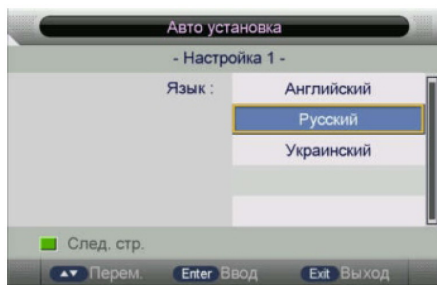 Авто установка
- Настройка 1 -
Язык :
Английский
Русский
Украинский
След. стр.
Перем. Enter Ввод Exit Выход